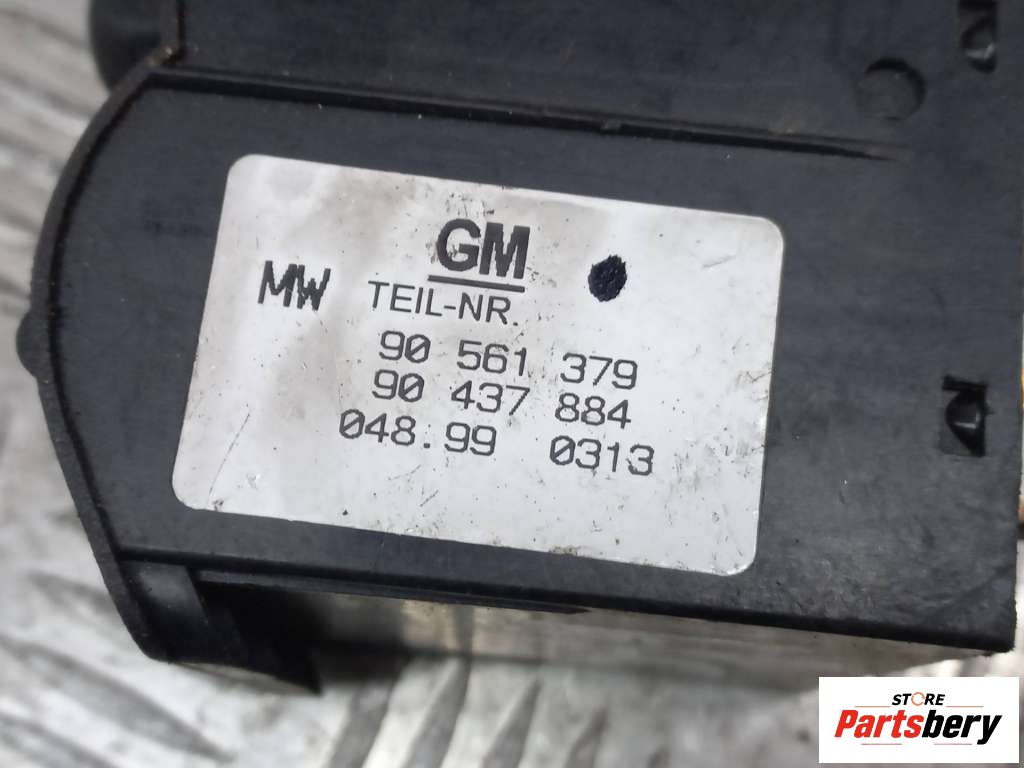 GM
MW TEIL-NR.
90 561 379
90 437 884
048.99 0313
STORE
Partsbery